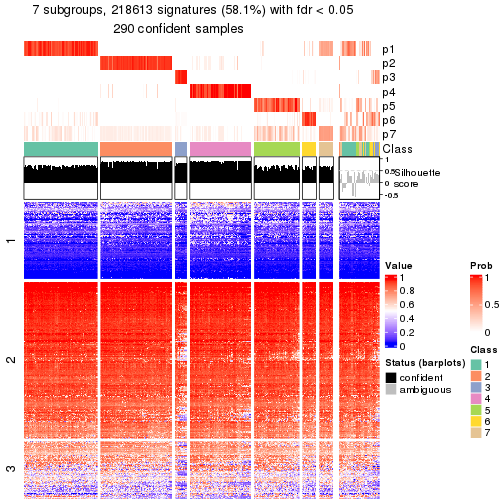 7 subgroups, 218613 signatures (58.1%) with fdr < 0.05
290 confident samples
p1
p2
p3
p4
p5
p6
p7
Class
1
0.5
0
-0.5
Silhouette
score
1
2
3
Value
1
0.8
0.6
0.4
0.2
0
Status (barplots)
confident
ambiguous
Prob
1
0.5
0
Class
1
2
3
4
5
6
7